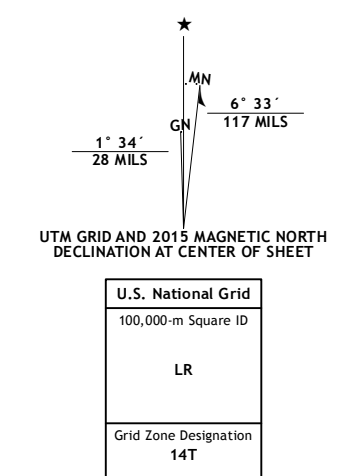 ★
MN
6° 33´
117 MILS
GN
1° 34´
28 MILS
UTM GRID AND 2015 MAGNETIC NORTH
DECLINATION AT CENTER OF SHEET
U.S. National Grid
100,000-m Square ID
LR
Grid Zone Designation
14T